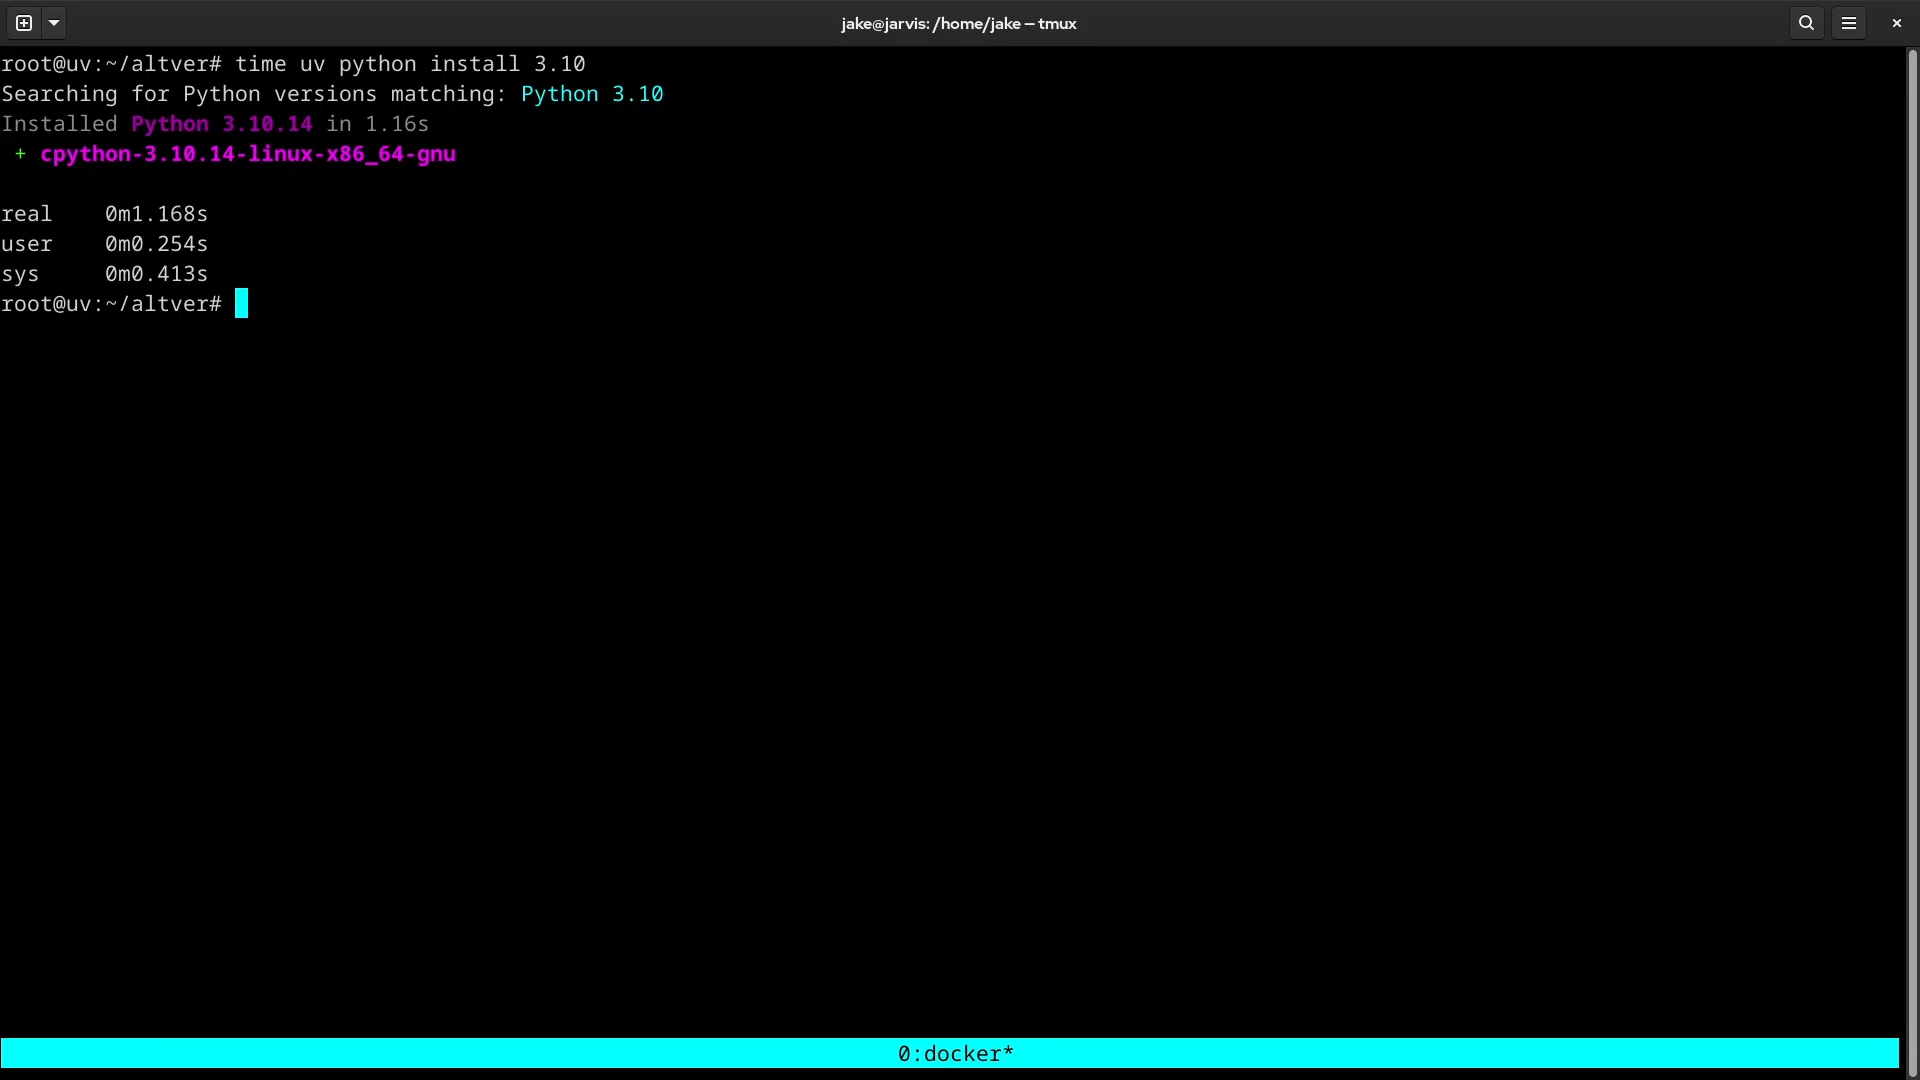 jake@jarvis: /home/jake — tmux
root@uv:~/altver# time uv python install 3.10
Searching for Python versions matching: Python 3.10
Installed Python 3.10.14 in 1.16s
 + cpython-3.10.14-linux-x86_64-gnu
real    0m1.168s
user    0m0.254s
sys     0m0.413s
root@uv:~/altver#
0:docker*